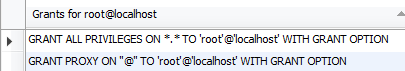 Grants for root@localhost
GRANT ALL PRIVILEGES ON *.* TO 'root'@'localhost' WITH GRANT OPTION
GRANT PROXY ON ''@'' TO 'root'@'localhost' WITH GRANT OPTION